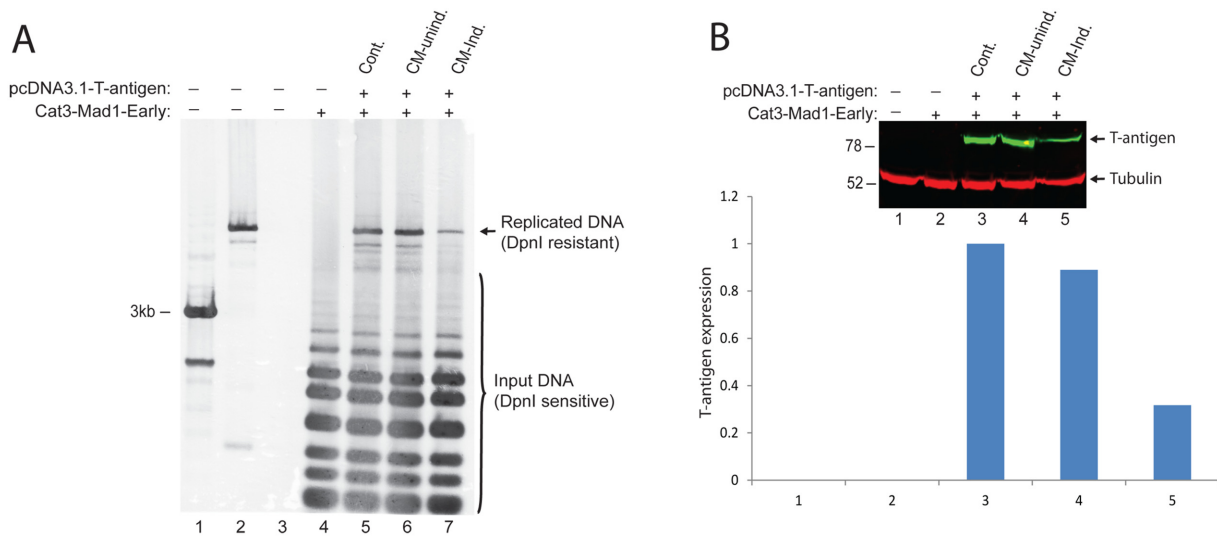 A
Cont.
CM-unind.
CM-Ind.
pcDNA3.1-T-antigen: – – – – + + +
Cat3-Mad1-Early: – – – + + + +
Replicated DNA
(DpnI resistant)
3kb –
Input DNA
(DpnI sensitive)
1 2 3 4 5 6 7
B
Cont.
CM-unind.
CM-Ind.
pcDNA3.1-T-antigen: – – + + +
Cat3-Mad1-Early: – + + + +
78 –
T-antigen
52 –
Tubulin
1 2 3 4 5
1.2
1
0.8
0.6
0.4
0.2
0
T-antigen expression
1 2 3 4 5